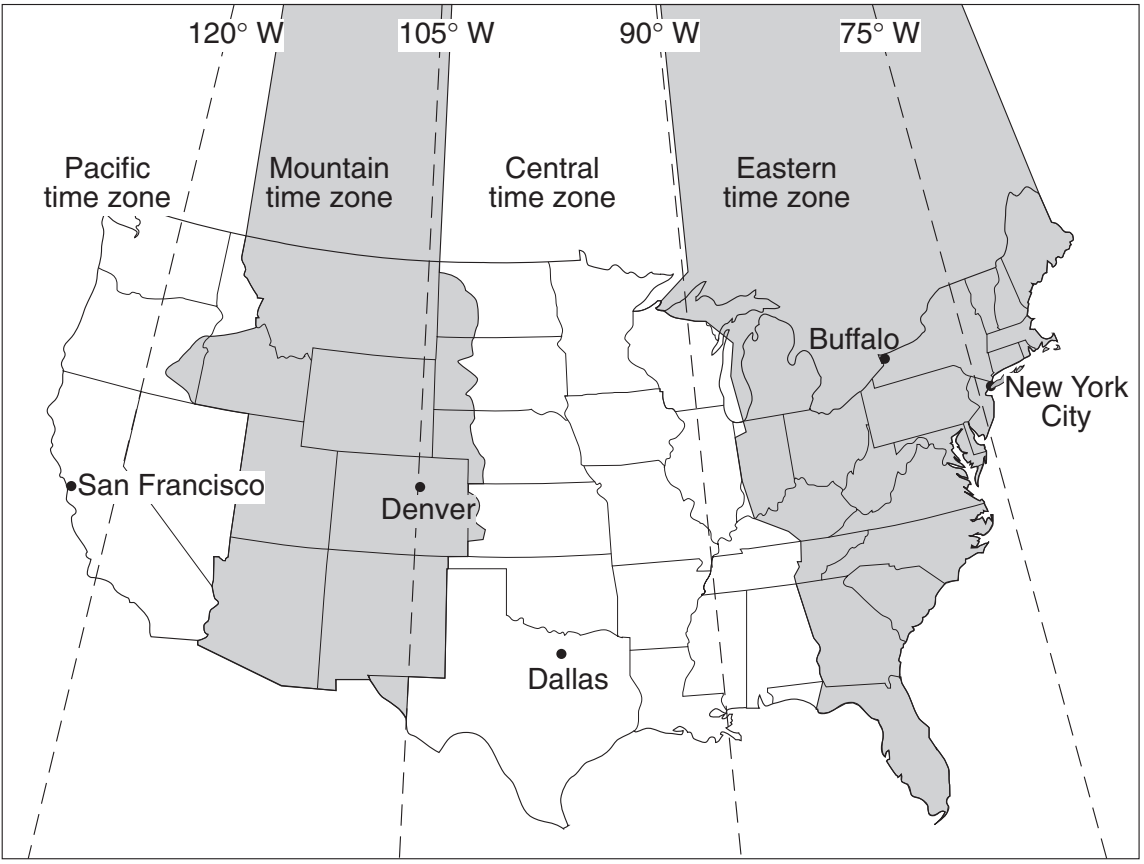 120° W
105° W
90° W
75° W
Pacific
time zone
Mountain
time zone
Central
time zone
Eastern
time zone
Buffalo
New York
City
San Francisco
Denver
Dallas